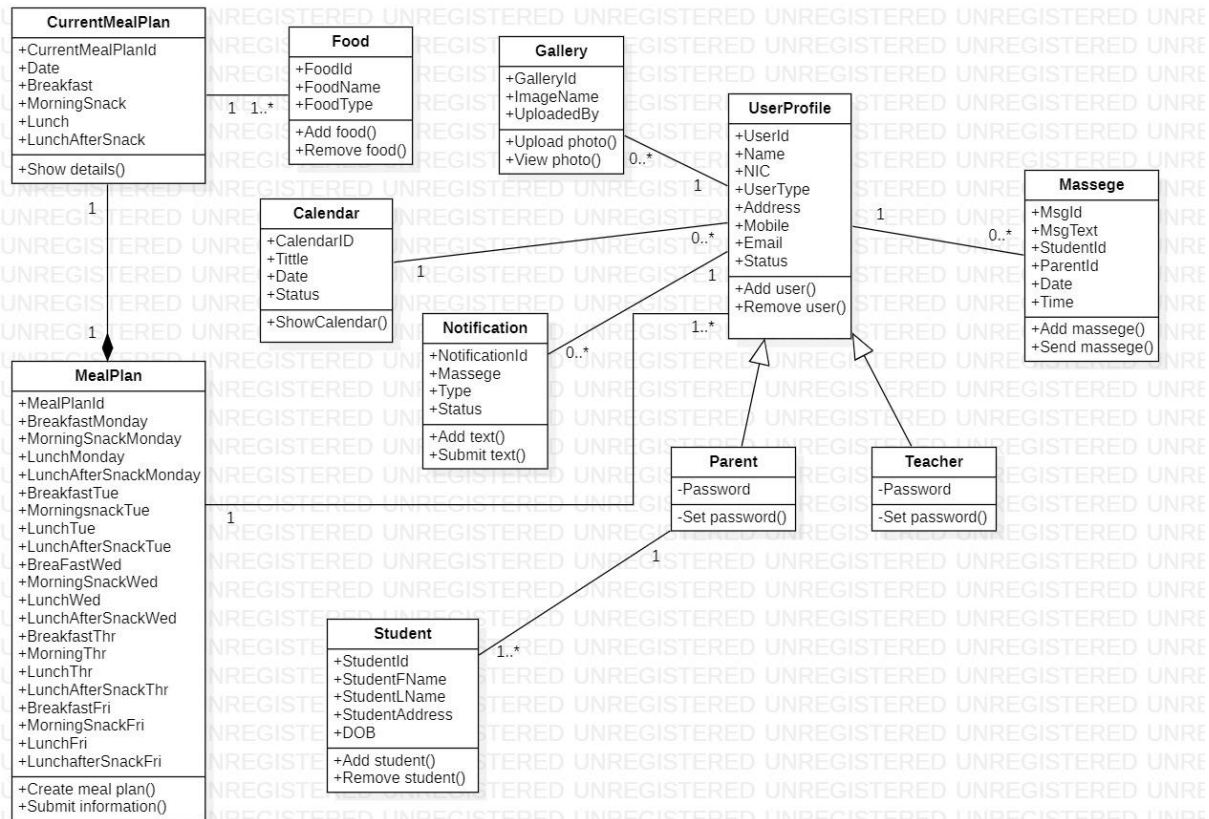 CurrentMealPlan
+CurrentMealPlanId
+Date
+Breakfast
+MorningSnack
+Lunch
+LunchAfterSnack
+Show details()
Food
+FoodId
+FoodName
+FoodType
+Add food()
+Remove food()
1 1..*
Gallery
+GalleryId
+ImageName
+UploadedBy
+Upload photo()
+View photo()
0..*
1
UserProfile
+UserId
+Name
+NIC
+UserType
+Address
+Mobile
+Email
+Status
+Add user()
+Remove user()
Massege
+MsgId
+MsgText
+StudentId
+ParentId
+Date
+Time
+Add massege()
+Send massege()
1
0..*
Calendar
+CalendarID
+Tittle
+Date
+Status
+ShowCalendar()
1
0..*
Notification
+NotificationId
+Massege
+Type
+Status
+Add text()
+Submit text()
1
0..*
1
1
MealPlan
+MealPlanId
+BreakfastMonday
+MorningSnackMonday
+LunchMonday
+LunchAfterSnackMonday
+BreakfastTue
+MorningsnackTue
+LunchTue
+LunchAfterSnackTue
+BreaFastWed
+MorningSnackWed
+LunchWed
+LunchAfterSnackWed
+BreakfastThr
+MorningThr
+LunchThr
+LunchAfterSnackThr
+BreakfastFri
+MorningSnackFri
+LunchFri
+LunchafterSnackFri
+Create meal plan()
+Submit information()
1
1..*
Parent
-Password
-Set password()
Teacher
-Password
-Set password()
1
1..*
Student
+StudentId
+StudentFName
+StudentLName
+StudentAddress
+DOB
+Add student()
+Remove student()
UNREGISTERED